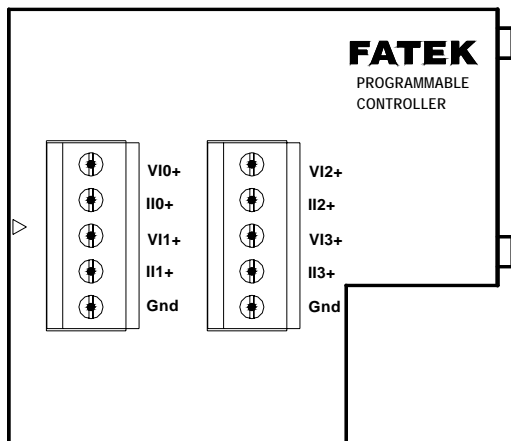 FATEK
PROGRAMMABLE
CONTROLLER
VI0+
II0+
VI1+
II1+
Gnd
VI2+
II2+
VI3+
II3+
Gnd